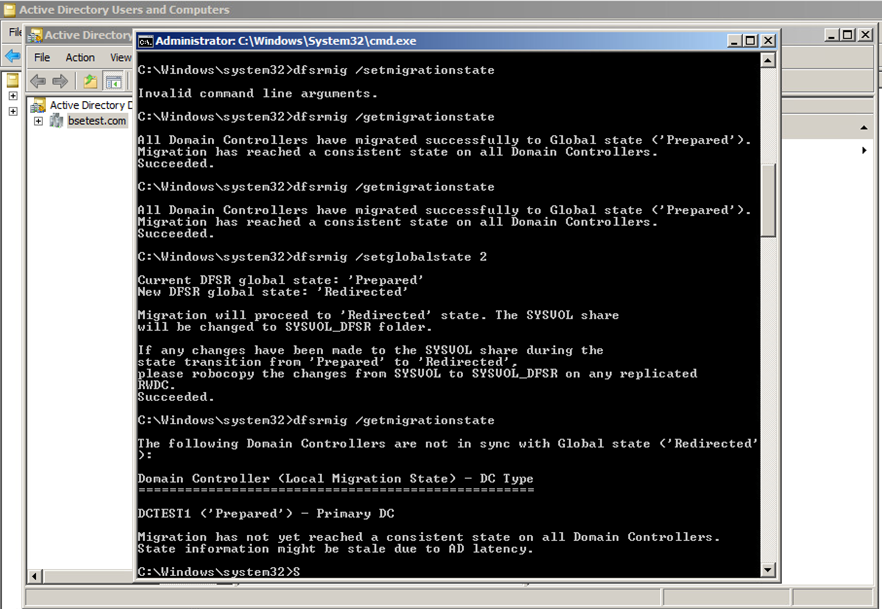 Active Directory Users and Computers
File
Active Directory
Administrator: C:\Windows\System32\cmd.exe
File Action View
Active Directory D
bsetest.com
C:\Windows\system32>dfsrmig /setmigrationstate
Invalid command line arguments.
C:\Windows\system32>dfsrmig /getmigrationstate
All Domain Controllers have migrated successfully to Global state ('Prepared').
Migration has reached a consistent state on all Domain Controllers.
Succeeded.
C:\Windows\system32>dfsrmig /getmigrationstate
All Domain Controllers have migrated successfully to Global state ('Prepared').
Migration has reached a consistent state on all Domain Controllers.
Succeeded.
C:\Windows\system32>dfsrmig /setglobalstate 2
Current DFSR global state: 'Prepared'
New DFSR global state: 'Redirected'
Migration will proceed to 'Redirected' state. The SYSVOL share
will be changed to SYSVOL_DFSR folder.
If any changes have been made to the SYSVOL share during the
state transition from 'Prepared' to 'Redirected',
please robocopy the changes from SYSVOL to SYSVOL_DFSR on any replicated
RWDC.
Succeeded.
C:\Windows\system32>dfsrmig /getmigrationstate
The following Domain Controllers are not in sync with Global state ('Redirected'
):
Domain Controller (Local Migration State) - DC Type
===================================================
DCTEST1 ('Prepared') - Primary DC
Migration has not yet reached a consistent state on all Domain Controllers.
State information might be stale due to AD latency.
C:\Windows\system32>S